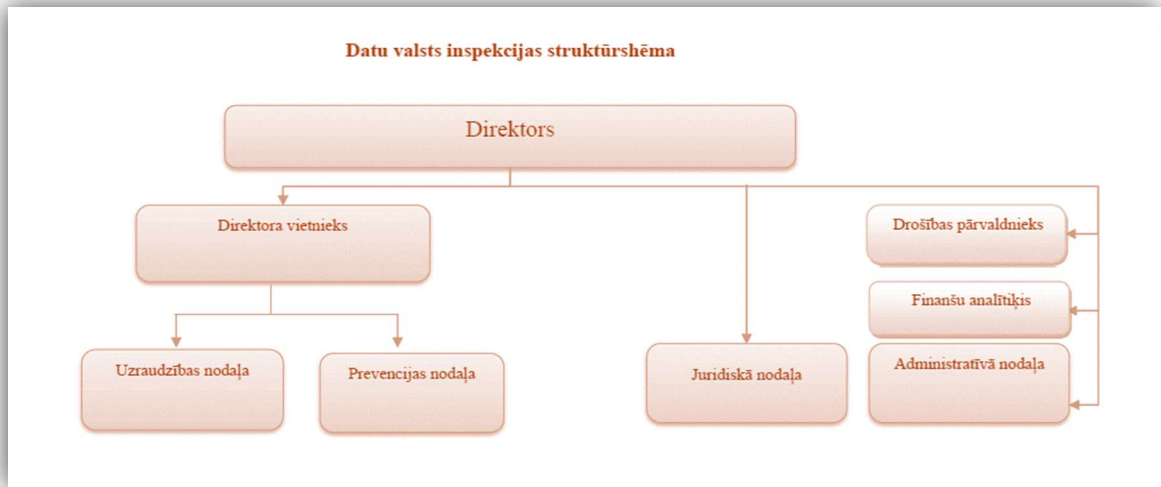 Datu valsts inspekcijas struktūrshēma
Direktors
Direktora vietnieks
Drošības pārvaldnieks
Finanšu analītiķis
Uzraudzības nodaļa
Prevencijas nodaļa
Juridiskā nodaļa
Administratīvā nodaļa